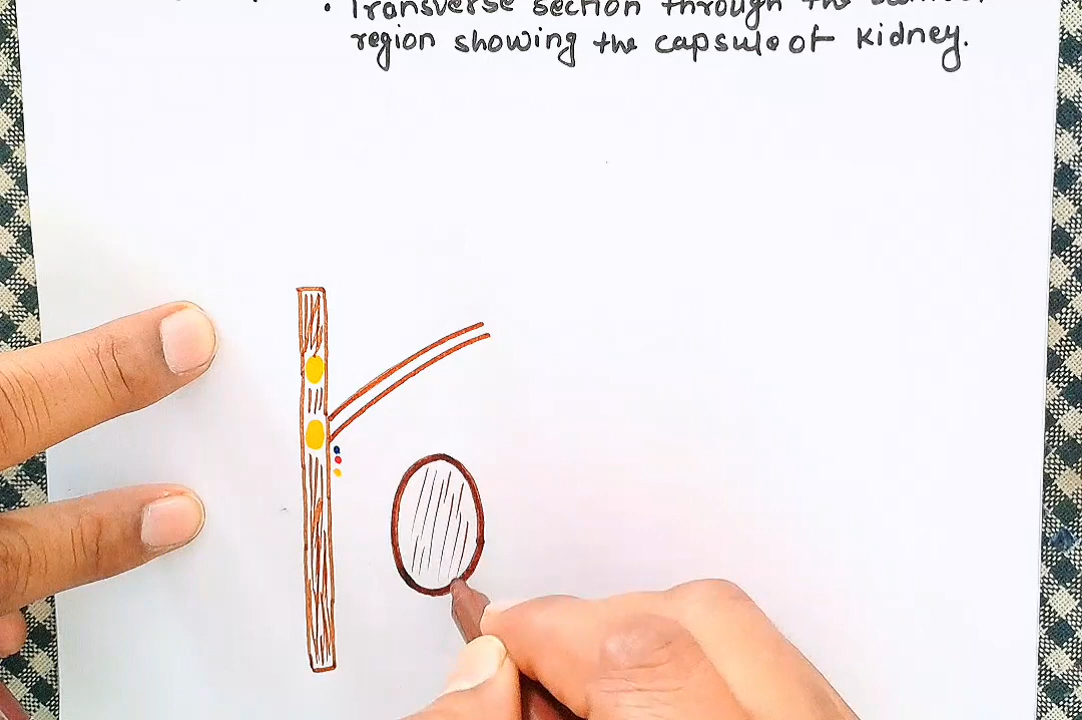 • Transverse section through the
region showing the capsule of kidney.